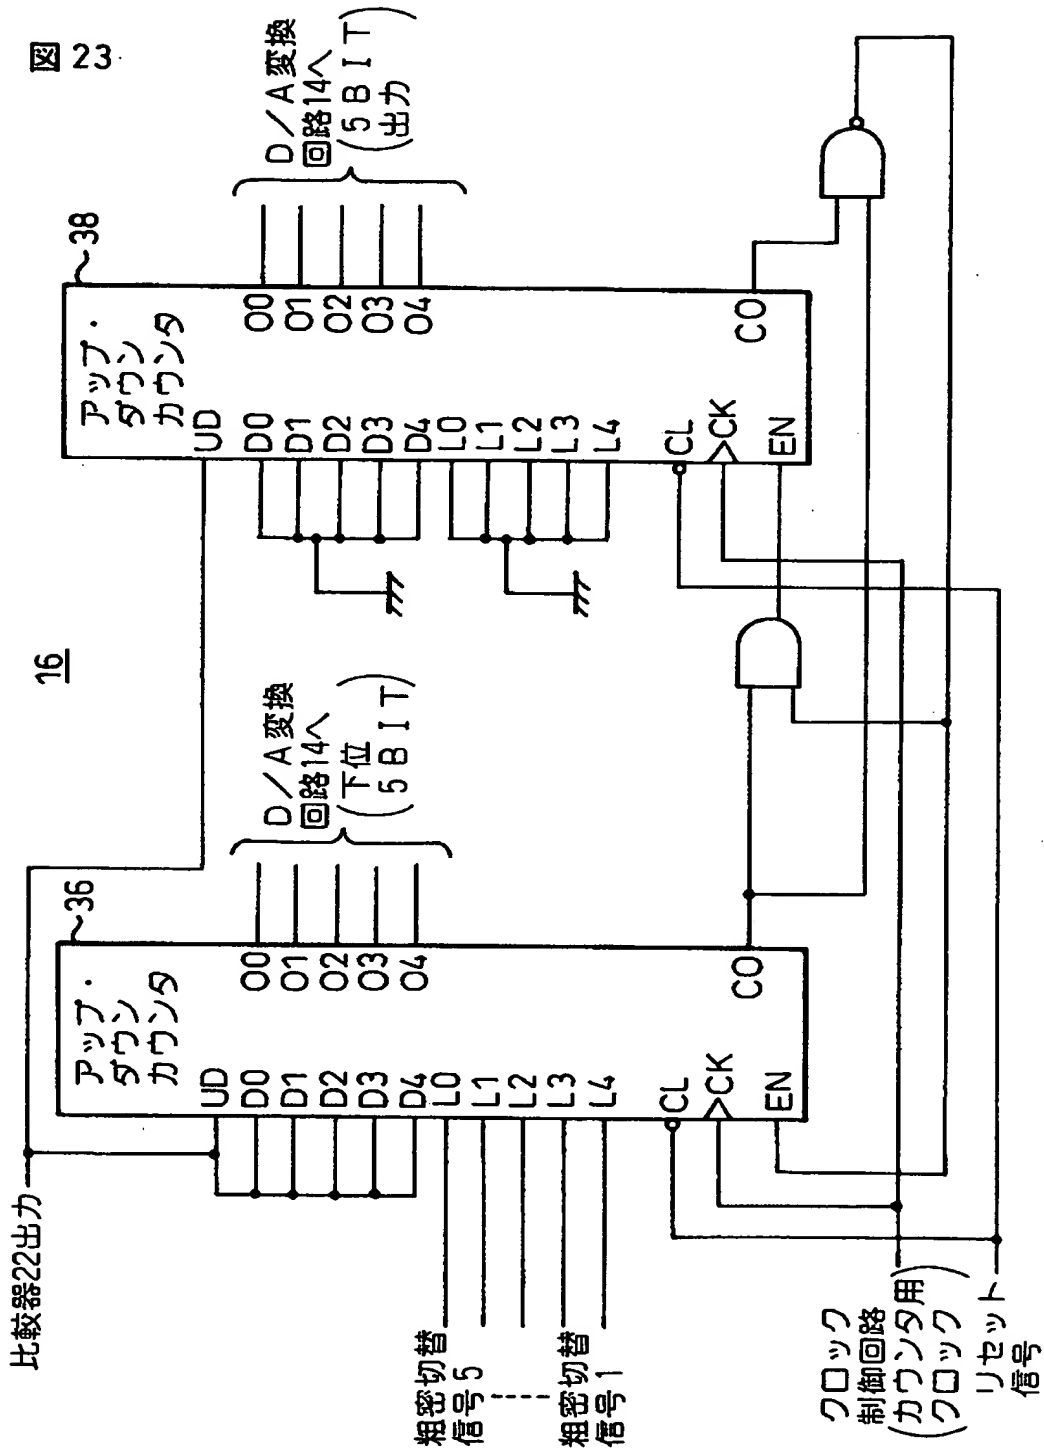 図 23
16
比較器22出力
36
アップ・
ダウン
カウンタ
UD
D0
D1
D2
D3
D4
L0
L1
L2
L3
L4
CL
CK
EN
O0
O1
O2
O3
O4
CO
D/A変換
回路14へ
(下位
5BIT)
38
アップ・
ダウン
カウンタ
UD
D0
D1
D2
D3
D4
L0
L1
L2
L3
L4
CL
CK
EN
O0
O1
O2
O3
O4
CO
D/A変換
回路14へ
(5BIT
出力)
粗密切替
信号5
粗密切替
信号1
クロック
制御回路
(カウンタ用
クロック)
リセット
信号